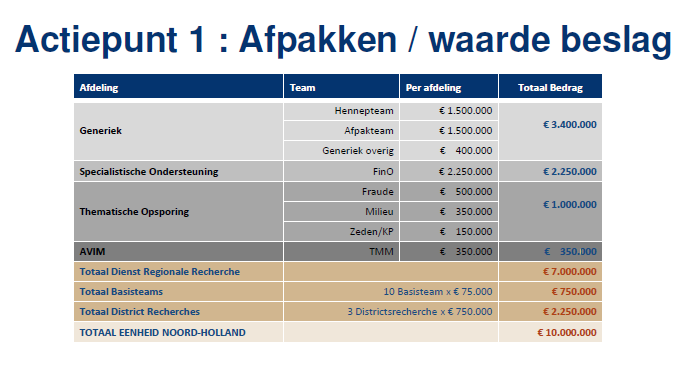 Actiepunt 1 : Afpakken / waarde beslag
Afdeling Team Per afdeling Totaal Bedrag
Generiek Hennepteam € 1.500.000 € 3.400.000
Afpakteam € 1.500.000
Generiek overig € 400.000
Specialistische Ondersteuning FinO € 2.250.000 € 2.250.000
Thematische Opsporing Fraude € 500.000 € 1.000.000
Milieu € 350.000
Zeden/KP € 150.000
AVIM TMM € 350.000 € 350.000
Totaal Dienst Regionale Recherche € 7.000.000
Totaal Basisteams 10 Basisteam x € 75.000 € 750.000
Totaal District Recherches 3 Districtsrecherche x € 750.000 € 2.250.000
TOTAAL EENHEID NOORD-HOLLAND € 10.000.000